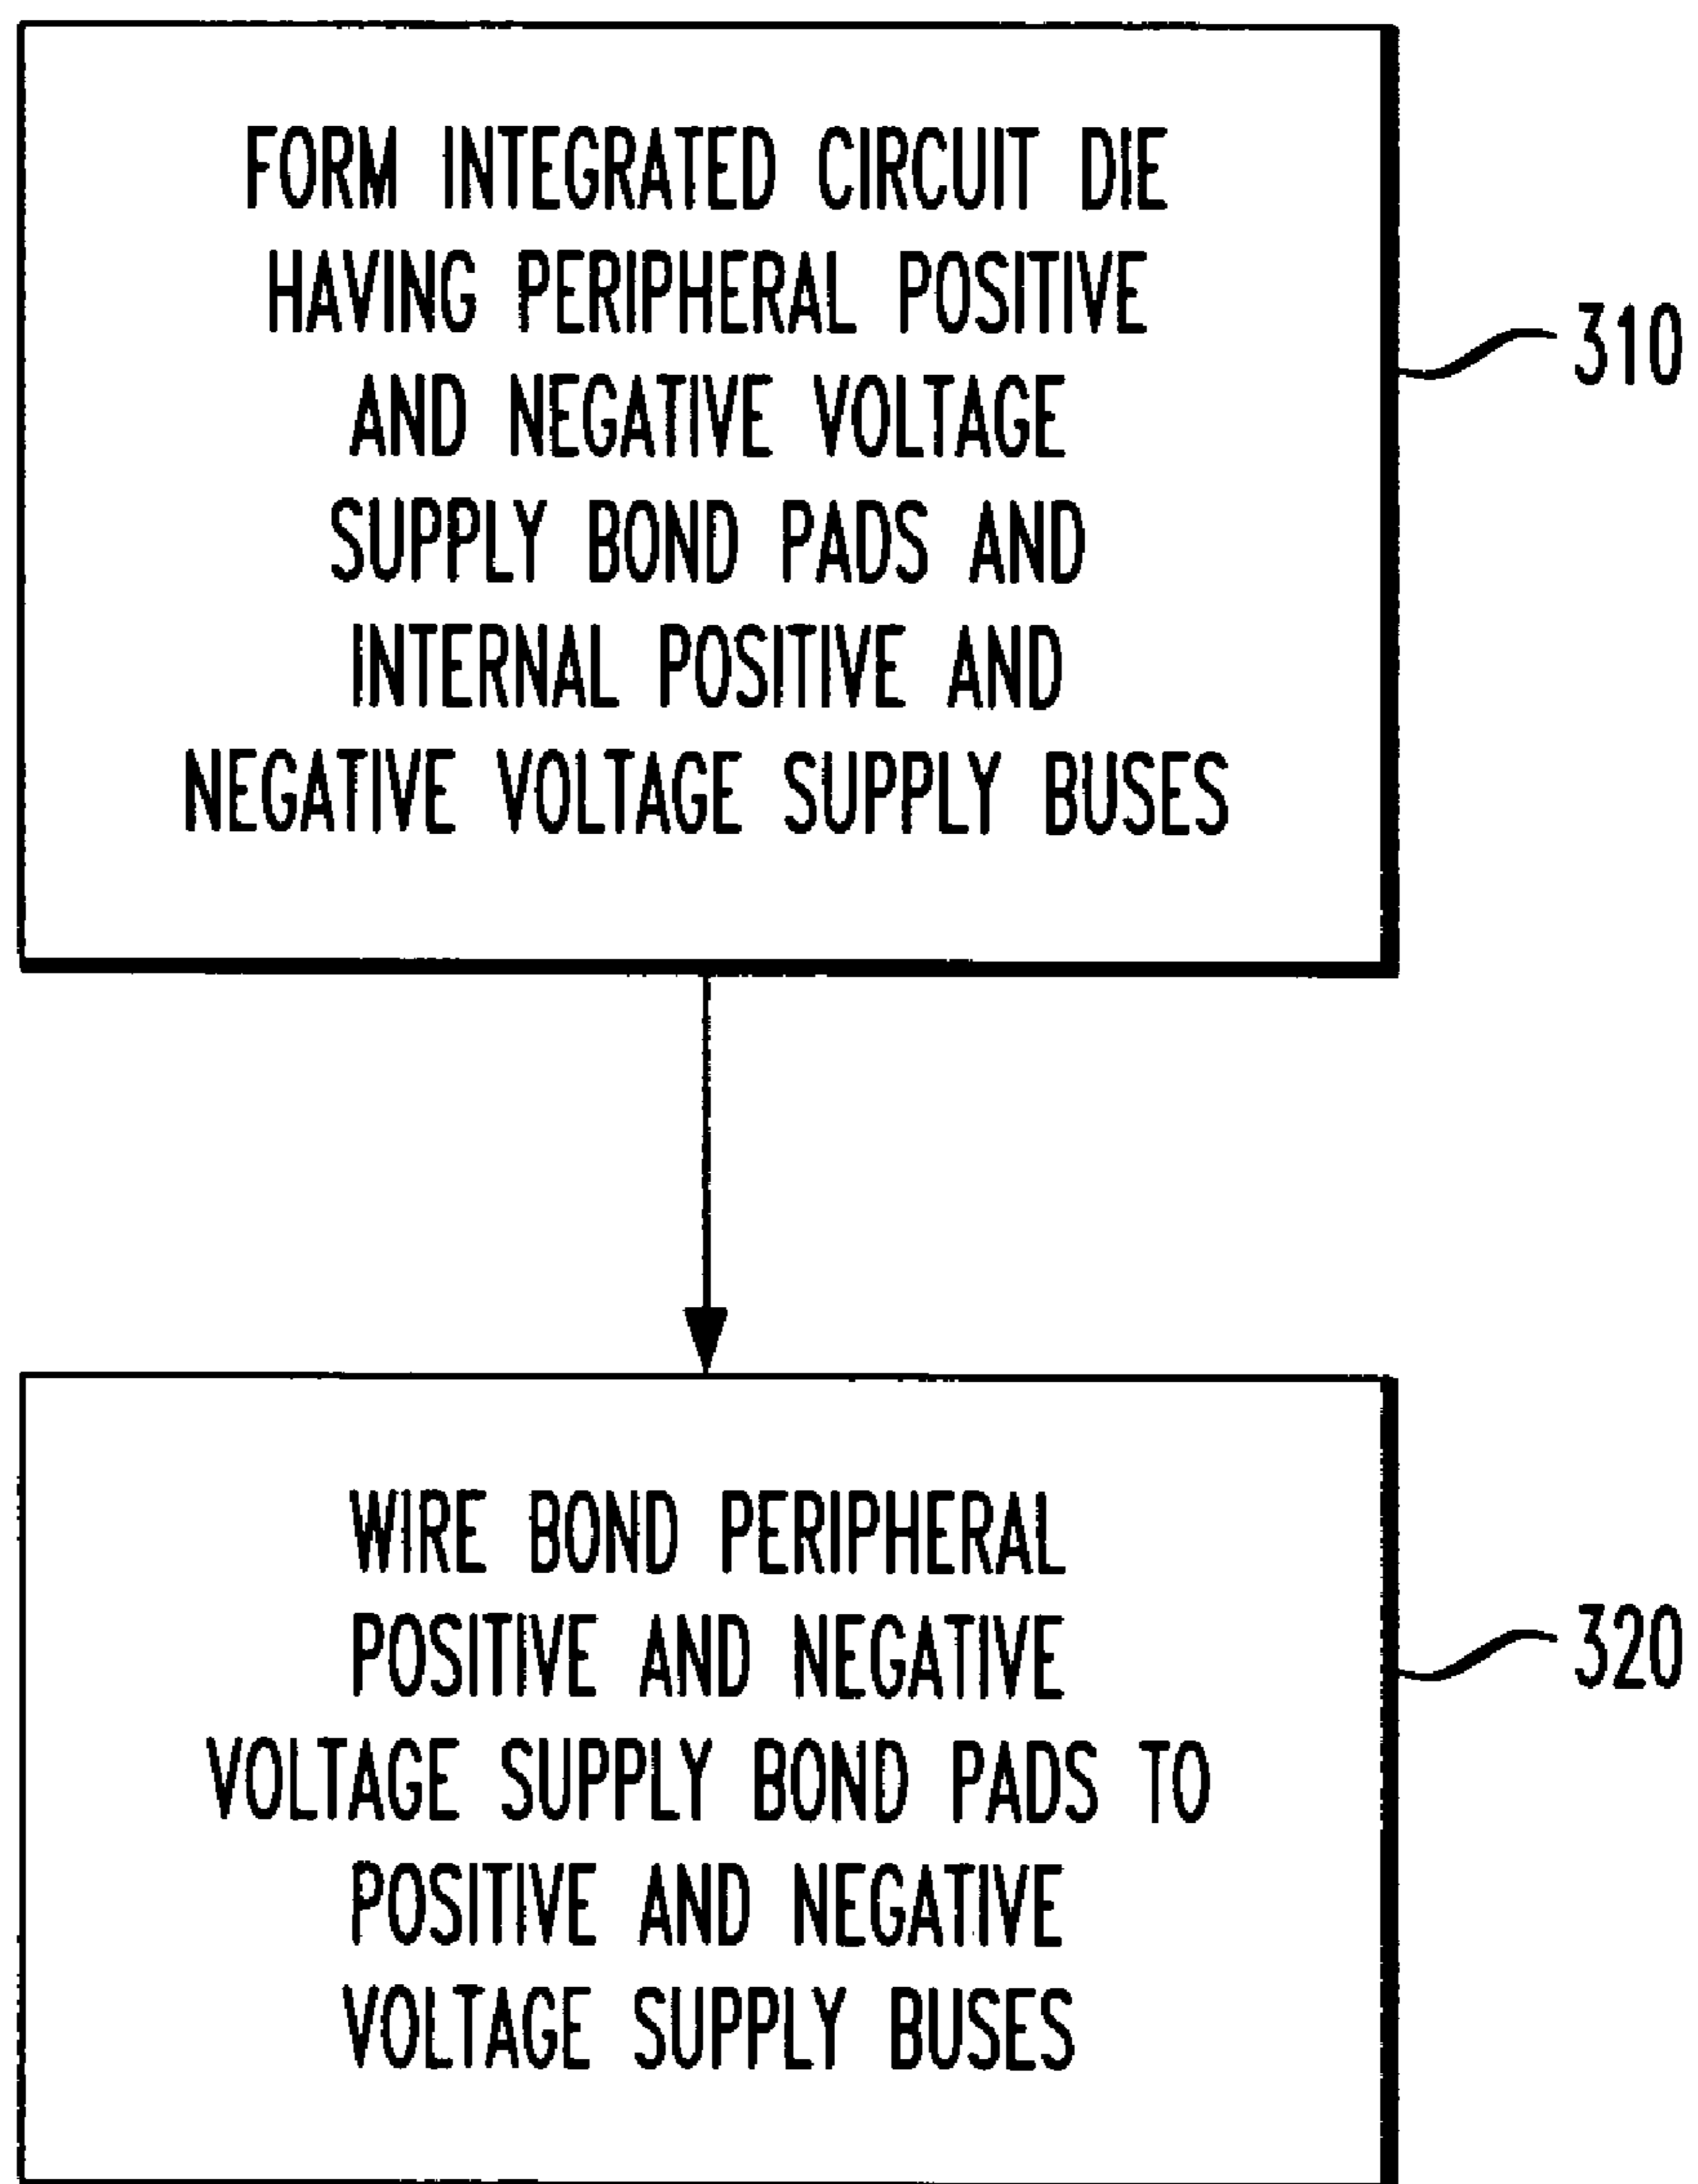 FORM INTEGRATED CIRCUIT DIE
HAVING PERIPHERAL POSITIVE
AND NEGATIVE VOLTAGE
SUPPLY BOND PADS AND
INTERNAL POSITIVE AND
NEGATIVE VOLTAGE SUPPLY BUSES
310
WIRE BOND PERIPHERAL
POSITIVE AND NEGATIVE
VOLTAGE SUPPLY BOND PADS TO
POSITIVE AND NEGATIVE
VOLTAGE SUPPLY BUSES
320